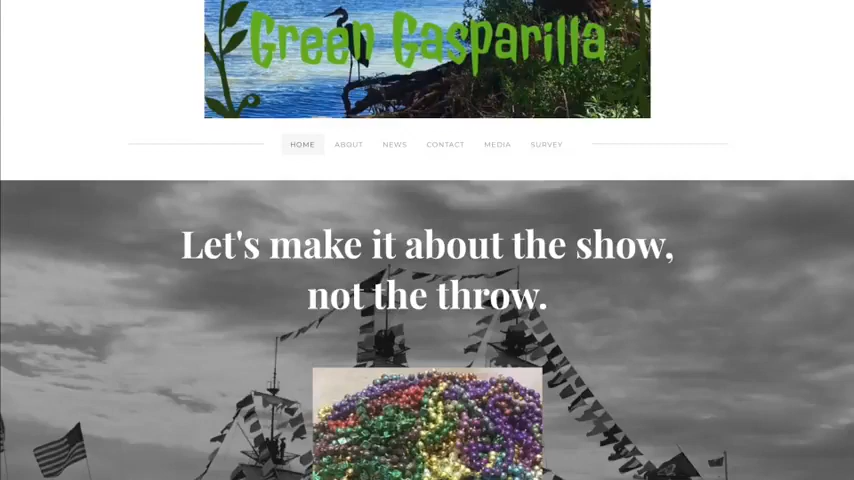 Green Gasparilla
HOME ABOUT NEWS CONTACT MEDIA SURVEY
Let's make it about the show,
not the throw.